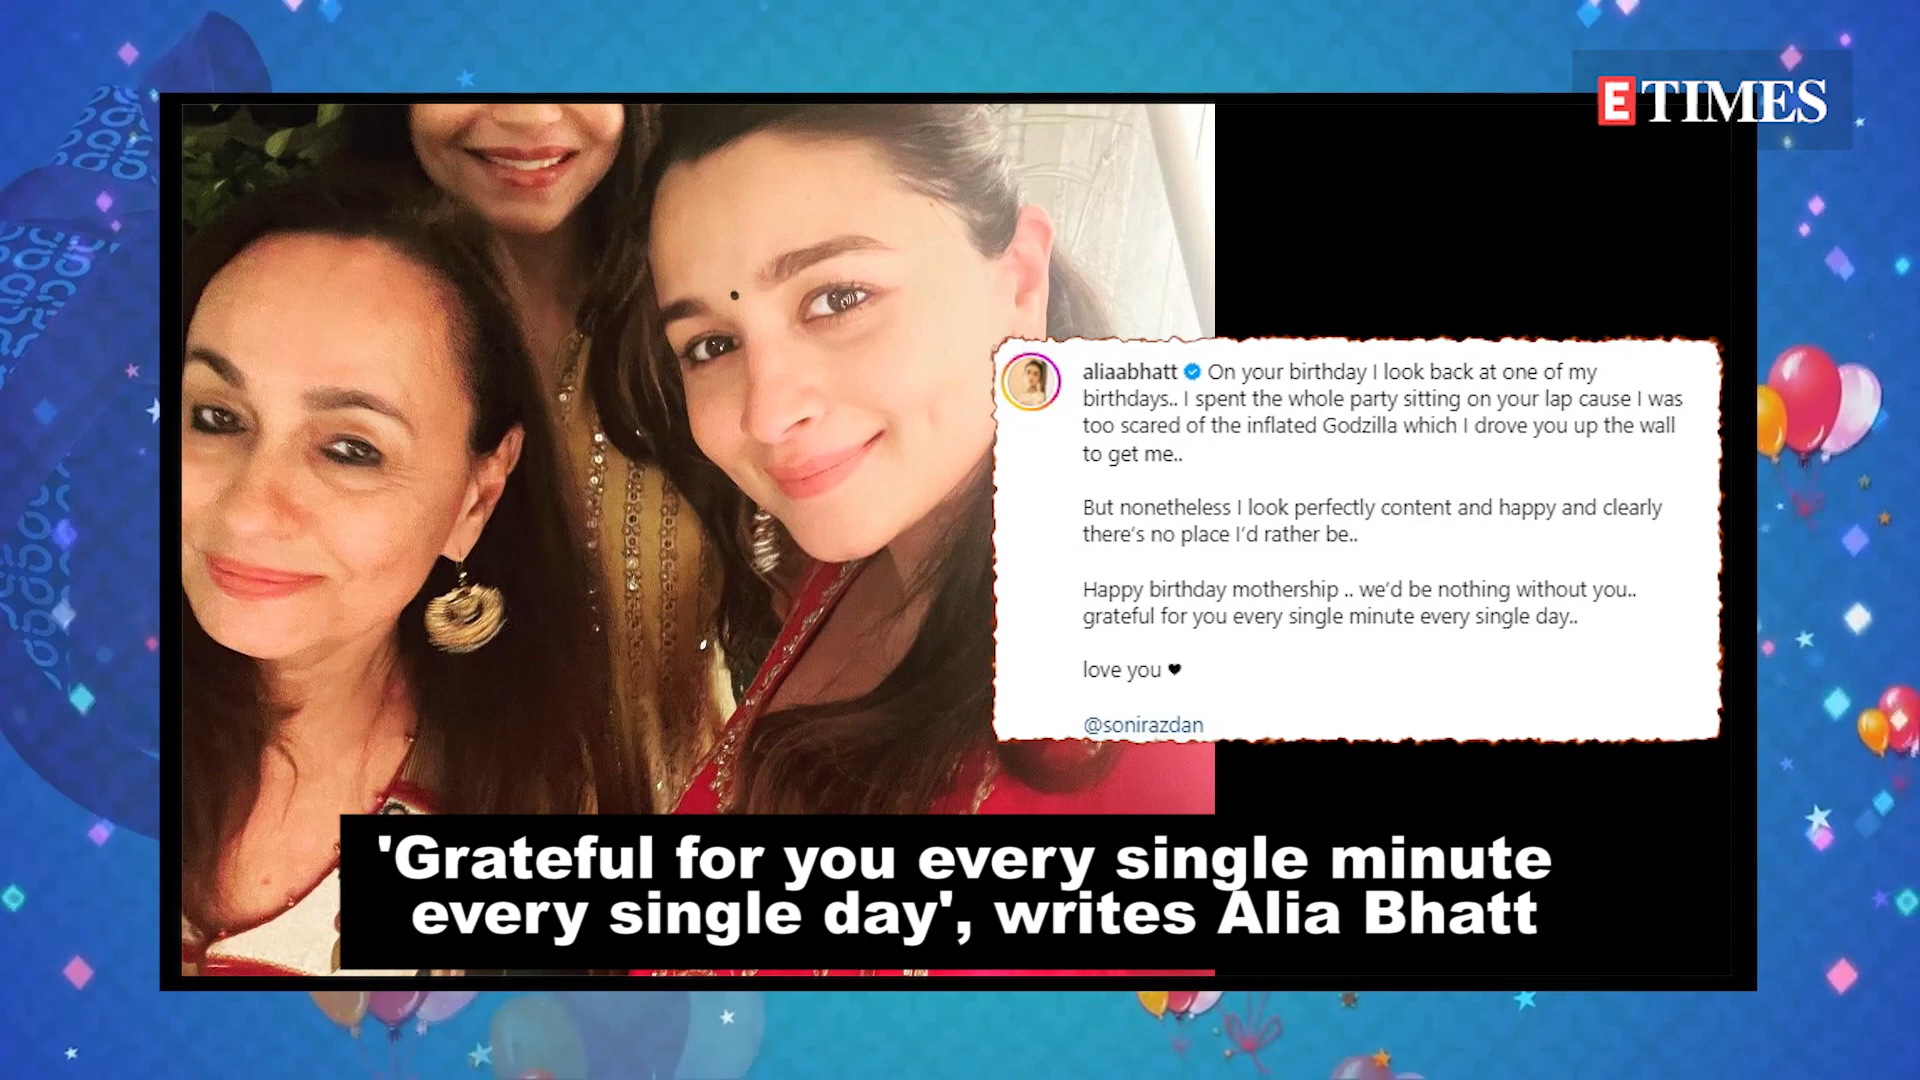 E TIMES
aliaabhatt On your birthday I look back at one of my
birthdays.. I spent the whole party sitting on your lap cause I was
too scared of the inflated Godzilla which I drove you up the wall
to get me..
But nonetheless I look perfectly content and happy and clearly
there’s no place I’d rather be..
Happy birthday mothership .. we’d be nothing without you..
grateful for you every single minute every single day..
love you ♥
@sonirazdan
'Grateful for you every single minute
every single day', writes Alia Bhatt